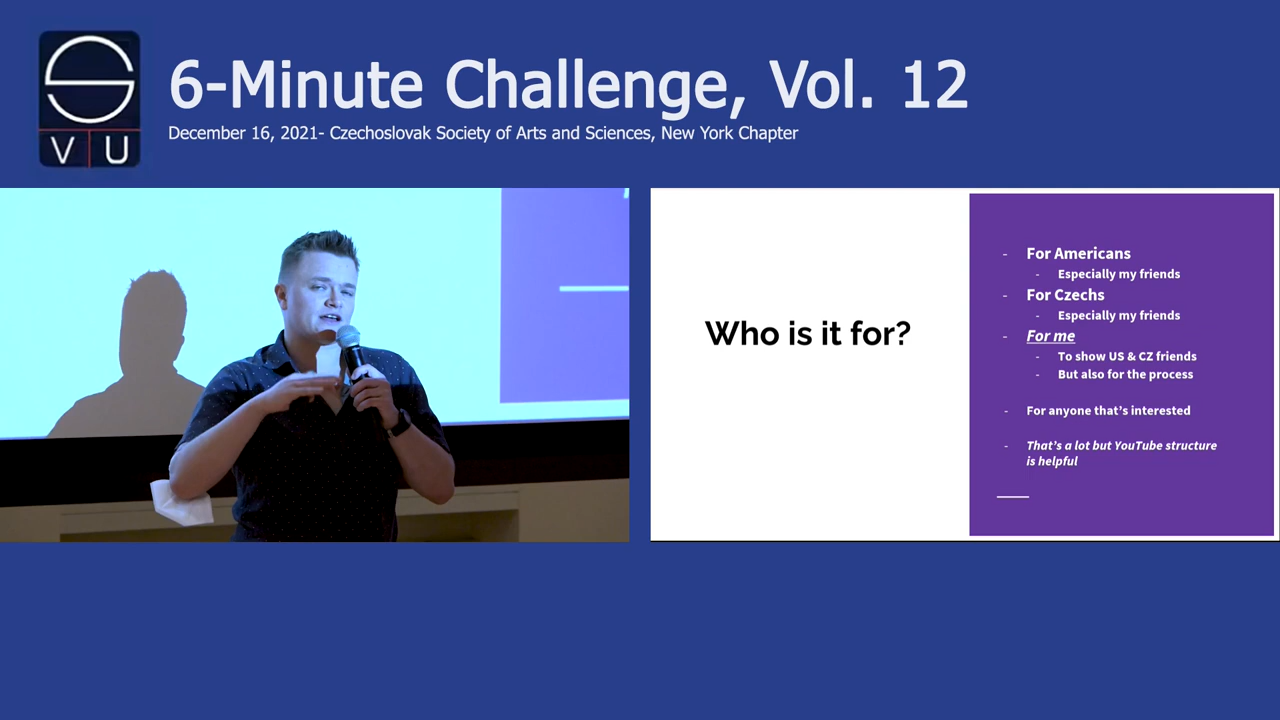 S
V U
6-Minute Challenge, Vol. 12
December 16, 2021- Czechoslovak Society of Arts and Sciences, New York Chapter
Who is it for?
- For Americans
- Especially my friends
- For Czechs
- Especially my friends
- For me
- To show US & CZ friends
- But also for the process
- For anyone that's interested
- That's a lot but YouTube structure
is helpful